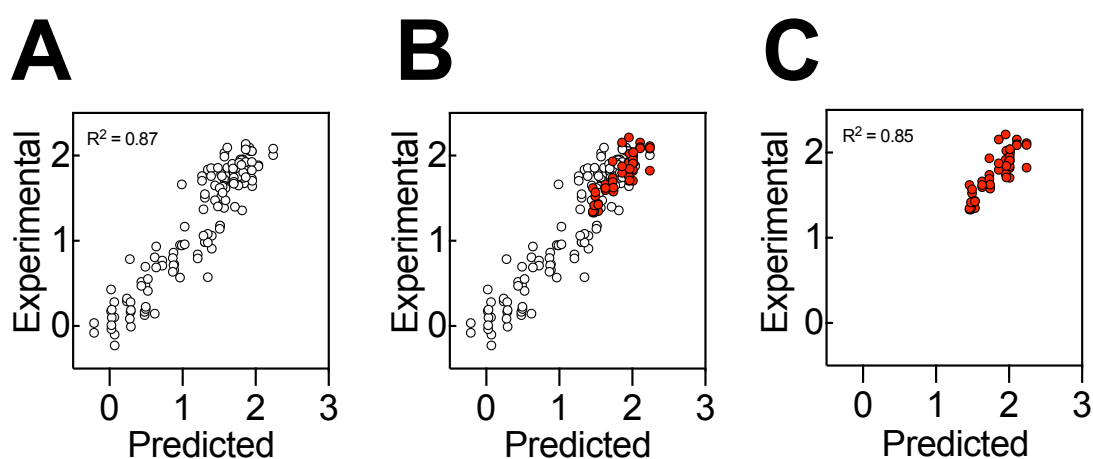 A
R² = 0.87
Experimental
2
1
0
0 1 2 3
Predicted
B
Experimental
2
1
0
0 1 2 3
Predicted
C
R² = 0.85
Experimental
2
1
0
0 1 2 3
Predicted